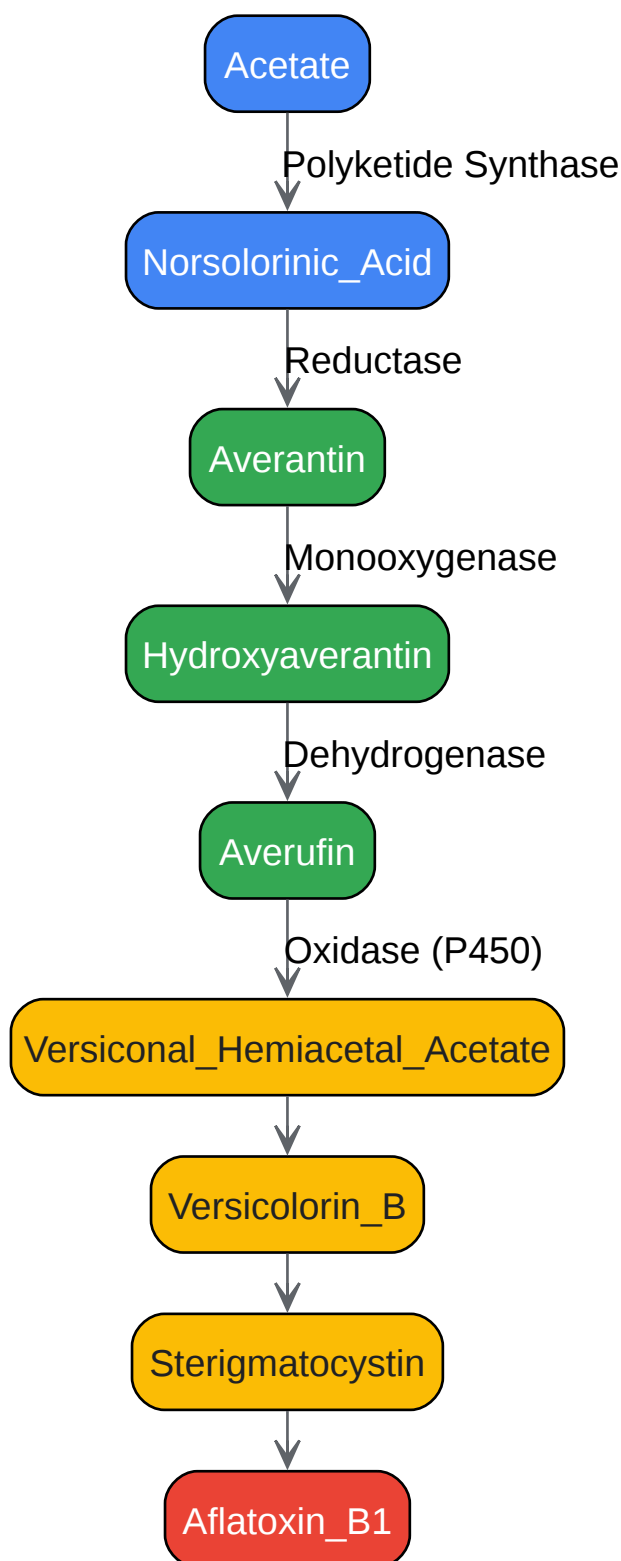 Acetate
Polyketide Synthase
Norsolorinic_Acid
Reductase
Averantin
Monooxygenase
Hydroxyaverantin
Dehydrogenase
Averufin
Oxidase (P450)
Versiconal_Hemiacetal_Acetate
Versicolorin_B
Sterigmatocystin
Aflatoxin_B1